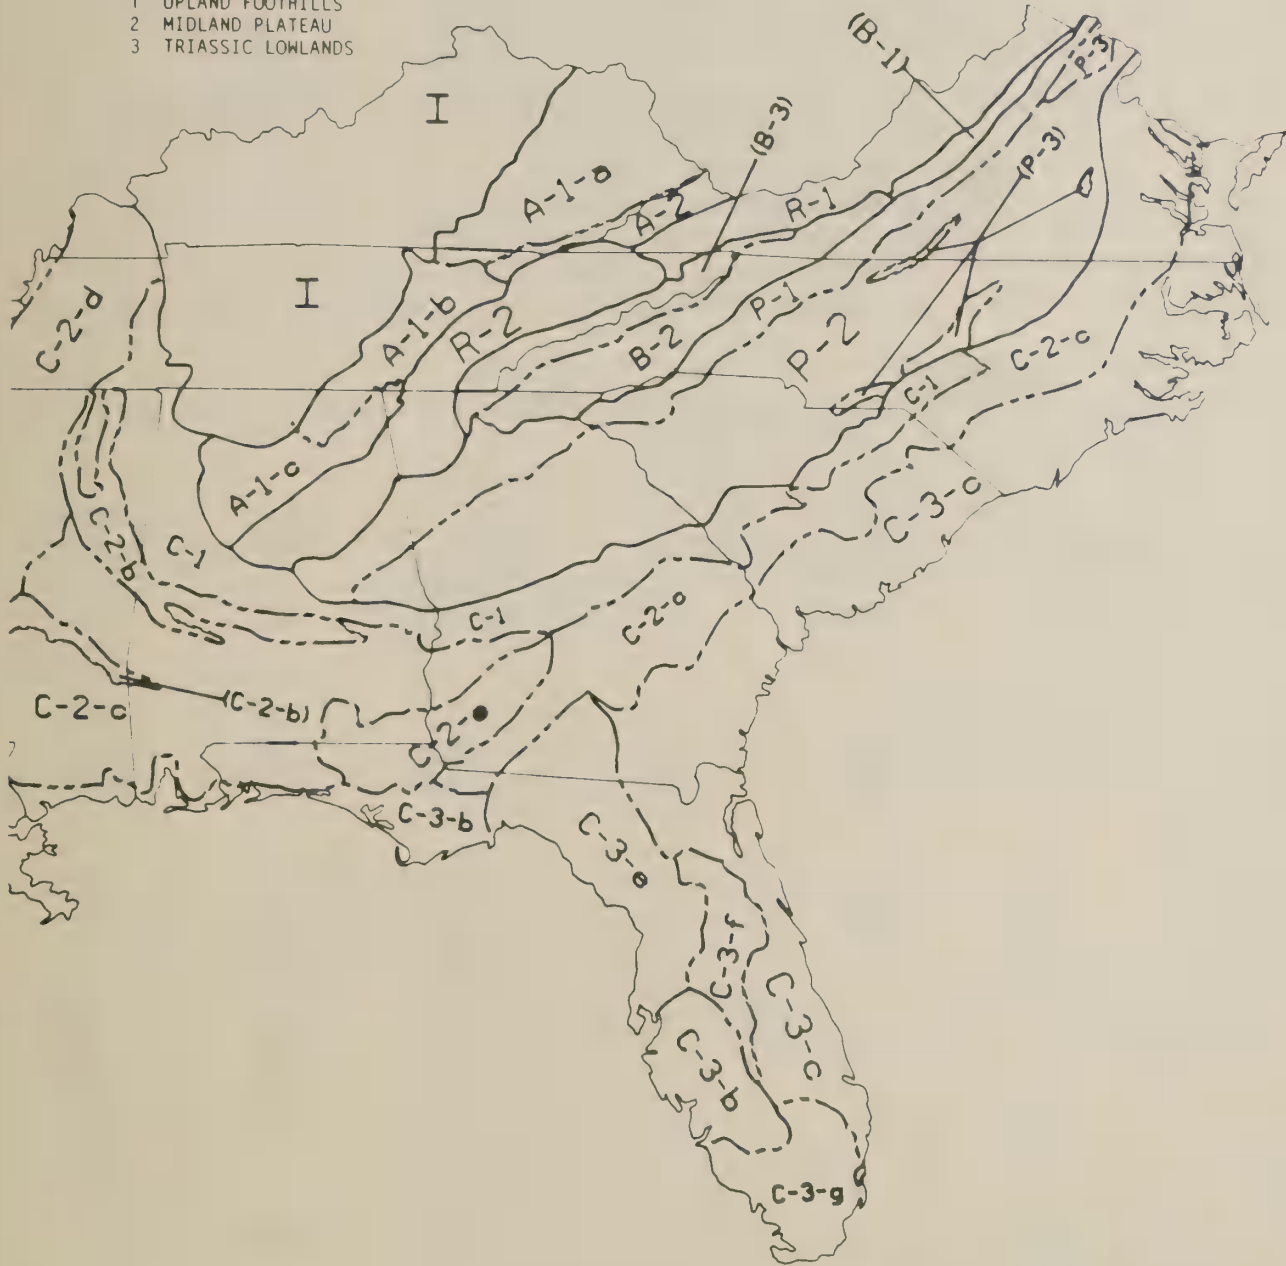 1 UPLAND FOOTHILLS
2 MIDLAND PLATEAU
3 TRIASSIC LOWLANDS
(B-1)
P-3
I
(B-3)
(P-3)
A-1-a
A-2
R-1
I
C-2-d
A-1-b
R-2
B-2
P-1
P-2
C-2-c
C-1
A-1-c
C-2-b
C-1
C-3-c
C-1
C-2-a
(C-2-b)
C-2-c
C-2-
C-3-b
C-3-e
C-3-f
C-3-c
C-3-b
C-3-g